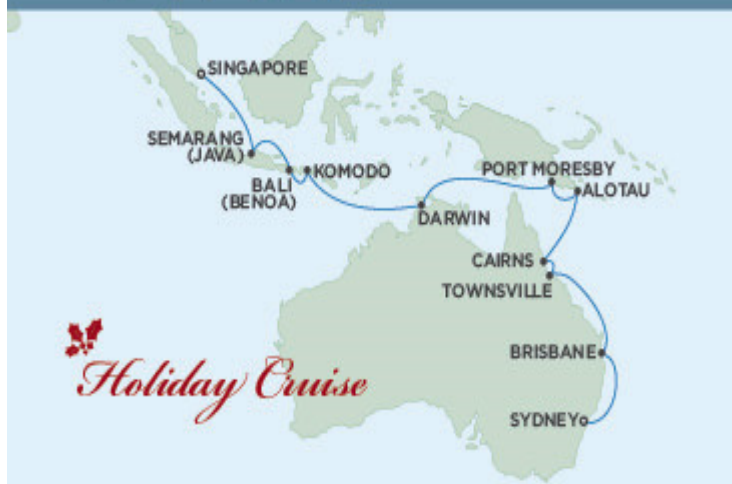 SINGAPORE
SEMARANG
(JAVA)
BALI
(BENOA)
KOMODO
DARWIN
PORT MORESBY
ALOTAU
CAIRNS
TOWNSVILLE
BRISBANE
SYDNEY
Holiday Cruise